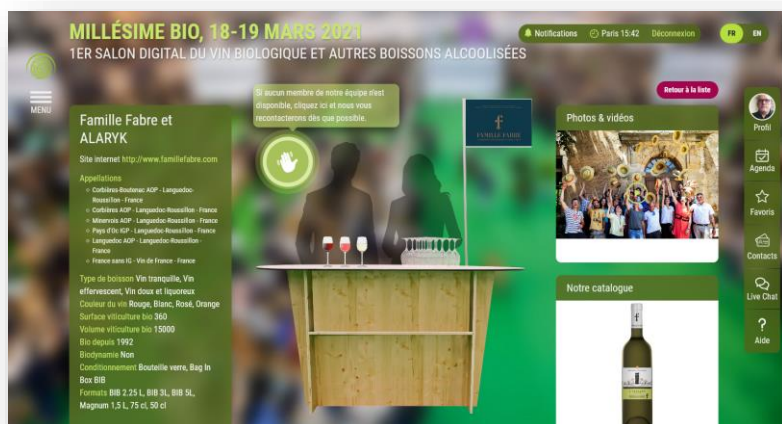 MILLÉSIME BIO, 18-19 MARS 2021
1ER SALON DIGITAL DU VIN BIOLOGIQUE ET AUTRES BOISSONS ALCOOLISÉES
Notifications
Paris 15:42
Déconnexion
FR
EN
MENU
Famille Fabre et
ALARYK
Site internet http://www.famillefabre.com
Appellations
Corbières-Boutenac AOP - Languedoc-
Roussillon - France
Corbières AOP - Languedoc-Roussillon - France
Minervois AOP - Languedoc-Roussillon - France
Pays d'Oc IGP - Languedoc-Roussillon - France
Languedoc AOP - Languedoc-Roussillon -
France
France sans IG - Vin de France - France
Type de boisson Vin tranquille, Vin
effervescent, Vin doux et liquoreux
Couleur du vin Rouge, Blanc, Rosé, Orange
Surface viticulture bio 360
Volume viticulture bio 15000
Bio depuis 1992
Biodynamie Non
Conditionnement Bouteille verre, Bag In
Box BIB
Formats BIB 2.25 L, BIB 3L, BIB 5L,
Magnum 1,5 L, 75 cl, 50 cl
Si aucun membre de notre équipe n'est
disponible, cliquez ici et nous vous
recontacterons dès que possible.
f
FAMILLE FABRE
Retour à la liste
Photos & vidéos
Notre catalogue
f
Profil
Agenda
Favoris
Contacts
Live Chat
?
Aide